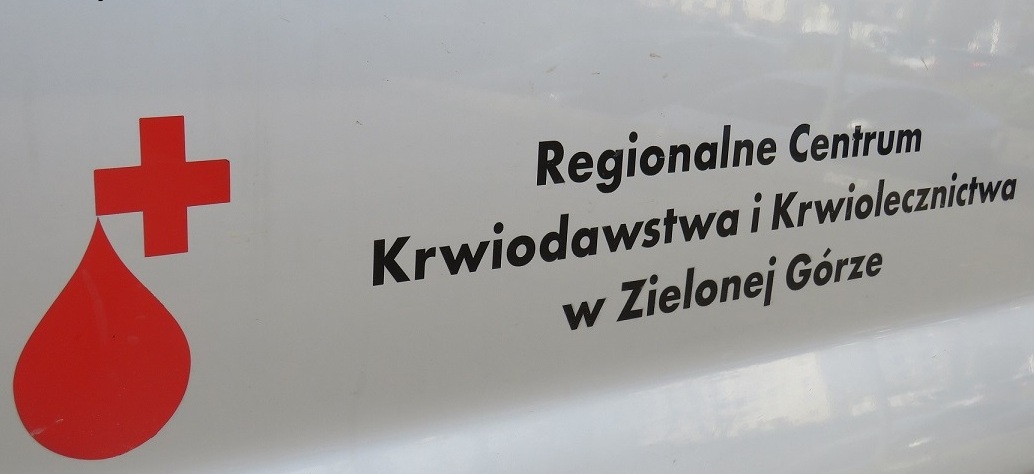 Regionalne Centrum
Krwiodawstwa i Krwiolecznictwa
w Zielonej Górze